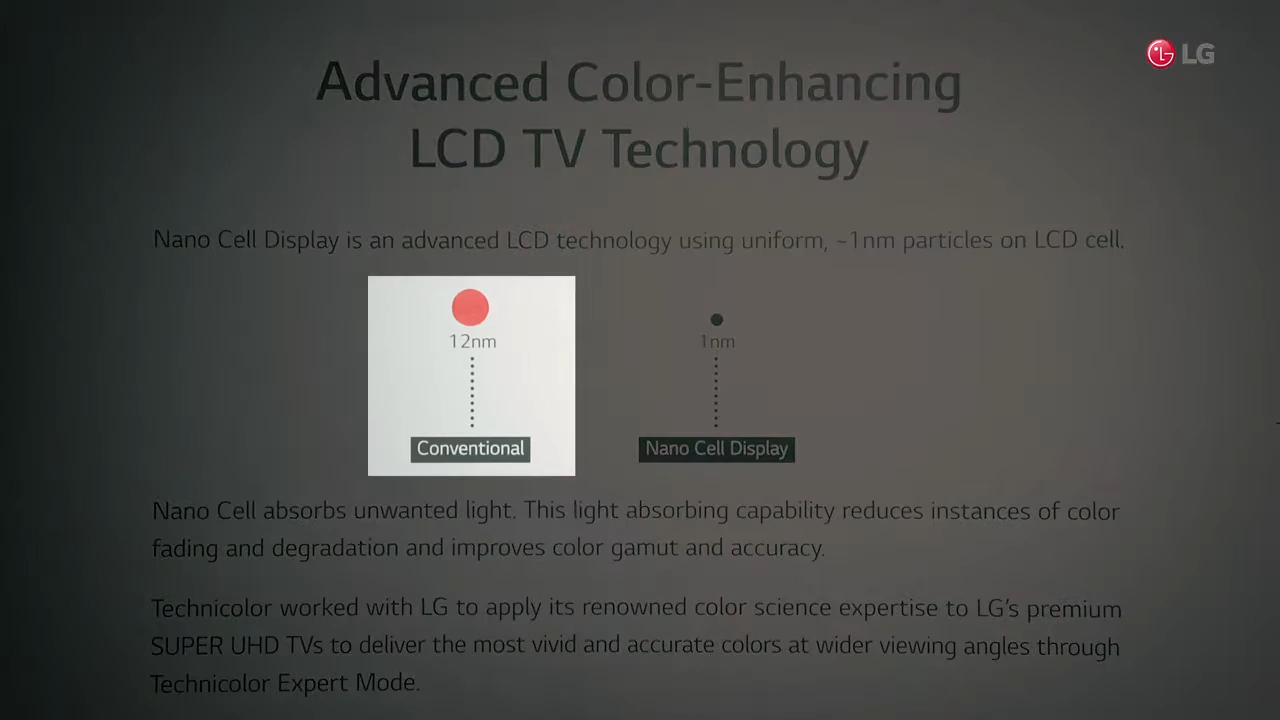 LG
Advanced Color-Enhancing
LCD TV Technology
Nano Cell Display is an advanced LCD technology using uniform, ~1nm particles on LCD cell.
12nm
1nm
Conventional
Nano Cell Display
Nano Cell absorbs unwanted light. This light absorbing capability reduces instances of color
fading and degradation and improves color gamut and accuracy.
Technicolor worked with LG to apply its renowned color science expertise to LG's premium
SUPER UHD TVs to deliver the most vivid and accurate colors at wider viewing angles through
Technicolor Expert Mode.